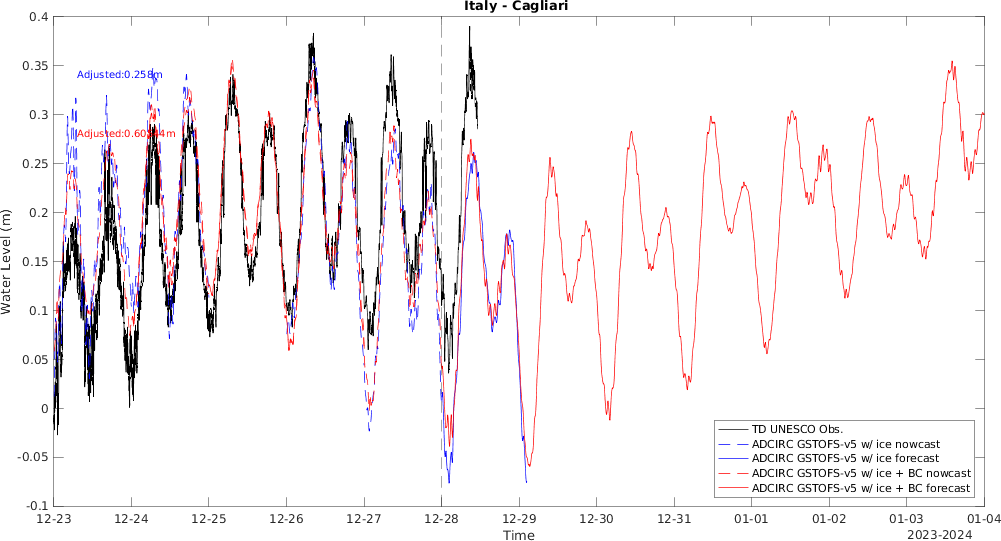 Italy - Cagliari
0.4
0.35
0.3
0.25
0.2
0.15
0.1
0.05
0
-0.05
-0.1
Water Level (m)
Adjusted:0.258m
12-23
12-24
12-25
12-26
12-27
12-28
12-29
12-30
12-31
01-01
01-02
01-03
01-04
Time
2023-2024
TD UNESCO Obs.
ADCIRC GSTOFS-v5 w/ ice nowcast
ADCIRC GSTOFS-v5 w/ ice forecast
ADCIRC GSTOFS-v5 w/ ice + BC nowcast
ADCIRC GSTOFS-v5 w/ ice + BC forecast